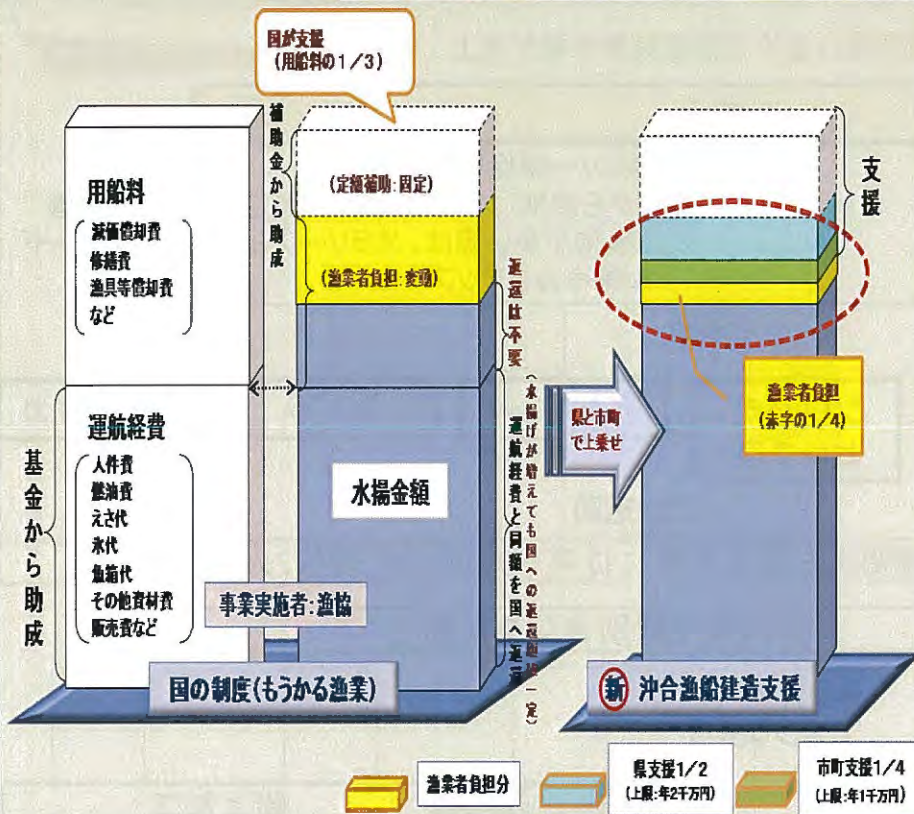 国が支援
(用船料の1/3)
補助金から助成
用船料
減価償却費
修繕費
漁具等償却費
など
(定額補助:固定)
(漁業者負担:変動)
返還は不要
支援
基金から助成
運航経費
人件費
燃油費
えさ代
氷代
魚箱代
その他資材費
販売費など
水揚金額
運航経費と同額を国へ返還
(水揚げが増えても国への返還額は一定)
県と市町
で上乗せ
漁業者負担
(赤字の1/4)
事業実施者:漁協
国の制度(もうかる漁業)
新 沖合漁船建造支援
漁業者負担分
県支援1/2
(上限:年2千万円)
市町支援1/4
(上限:年1千万円)